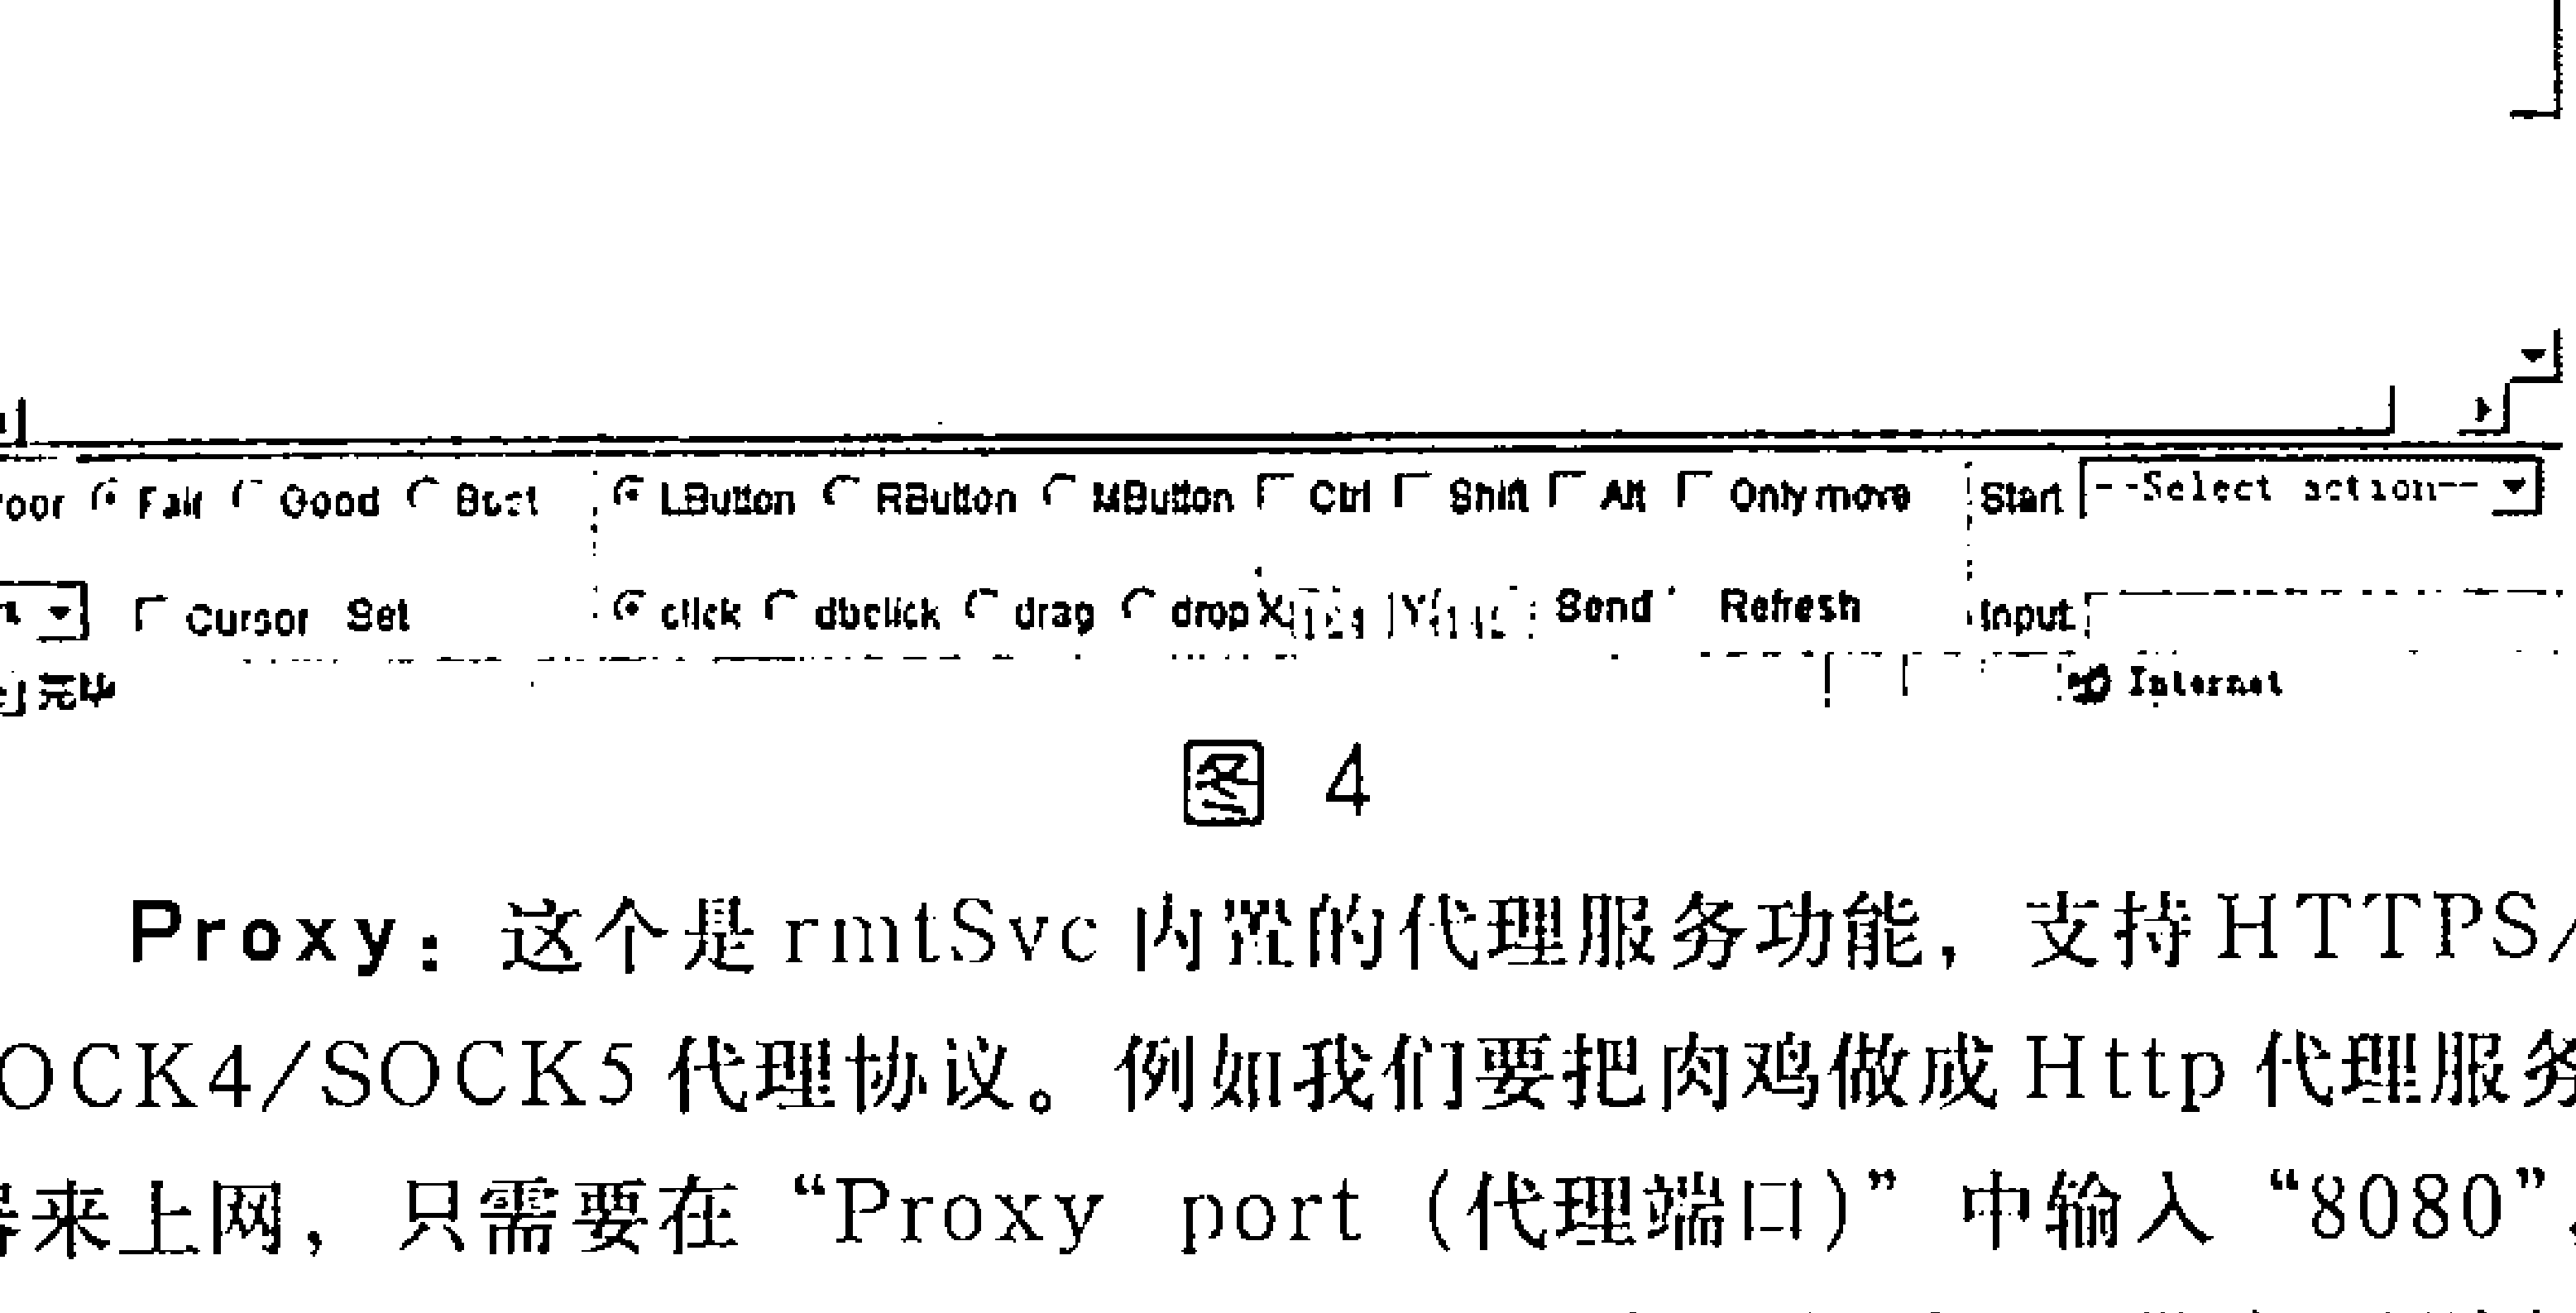 Fair Good Best LButton RButton MButton Ctrl Shift Alt Only move Start --Select action--
Cursor Set click dbclick drag drop X Y Send Refresh Input
完毕 Internet
图 4
Proxy：这个是rmtSvc内置的代理服务功能，支持HTTPS/
OCK4/SOCK5代理协议。例如我们要把肉鸡做成Http代理服务
器来上网，只需要在“Proxy port（代理端口）”中输入“8080”，